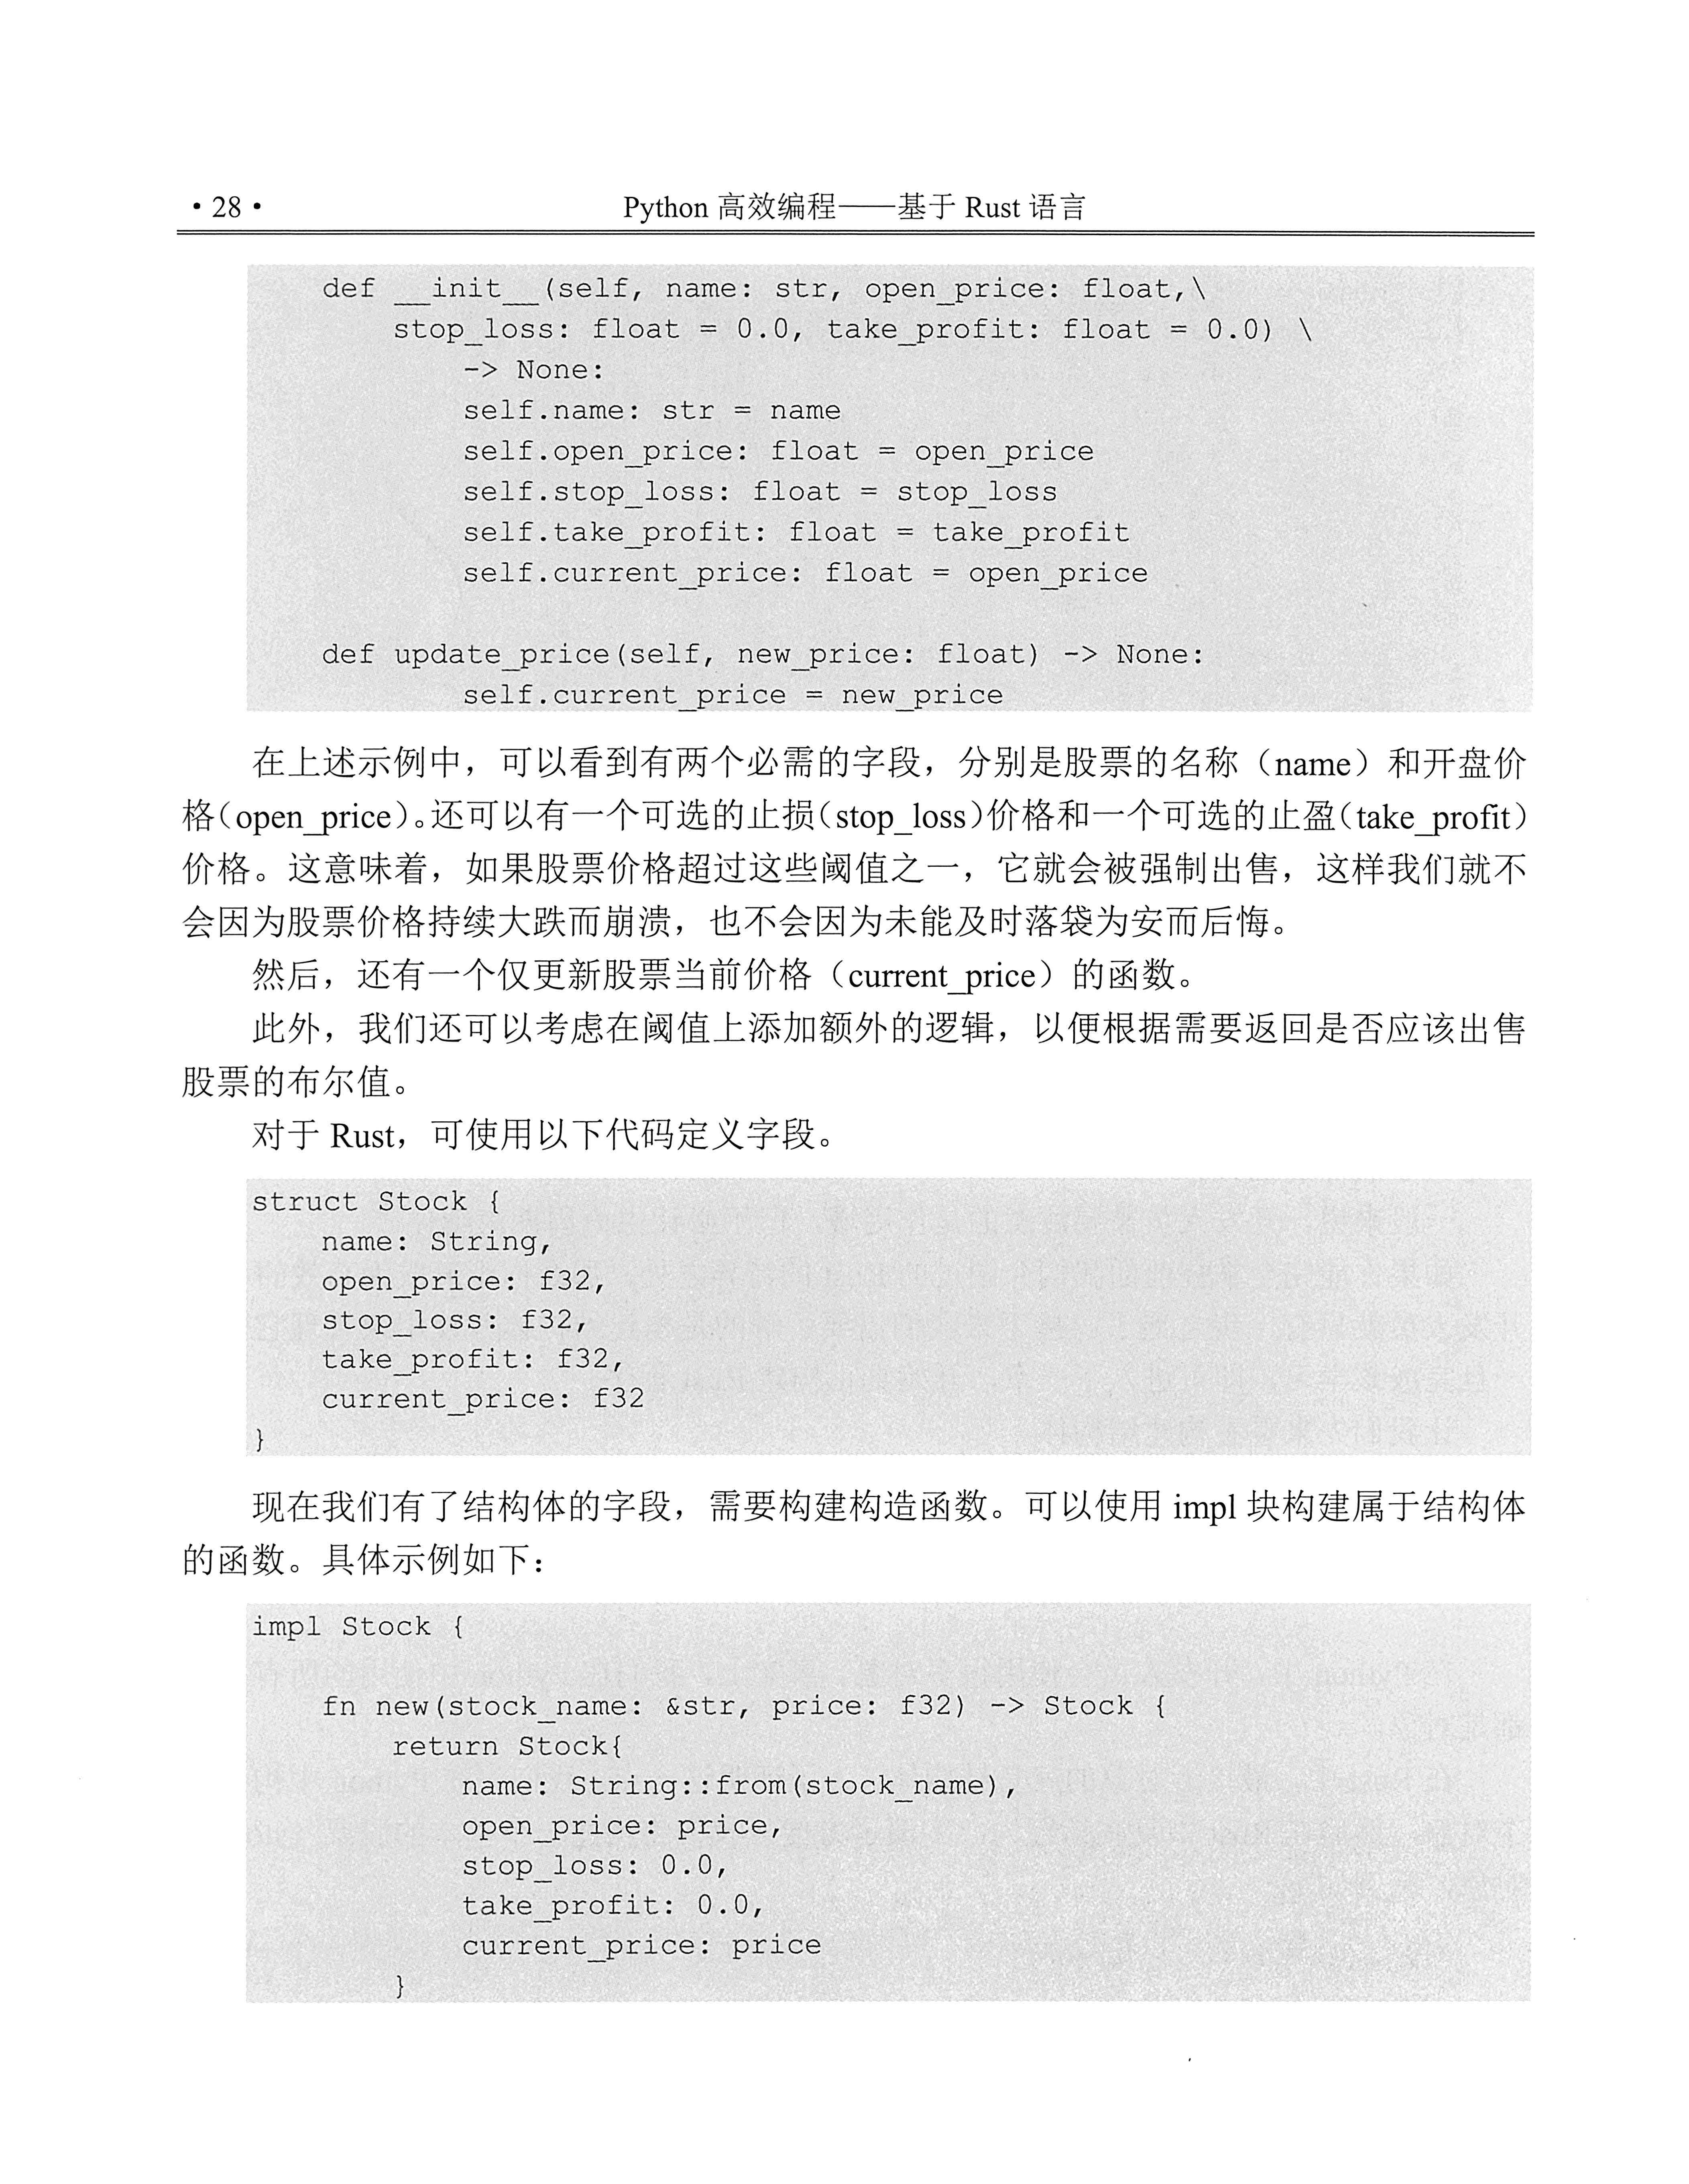 • 28 •
Python 高效编程——基于 Rust 语言
    def __init__(self, name: str, open_price: float,\
        stop_loss: float = 0.0, take_profit: float = 0.0) \
            -> None:
            self.name: str = name
            self.open_price: float = open_price
            self.stop_loss: float = stop_loss
            self.take_profit: float = take_profit
            self.current_price: float = open_price
    def update_price(self, new_price: float) -> None:
            self.current_price = new_price
在上述示例中，可以看到有两个必需的字段，分别是股票的名称（name）和开盘价
格（open_price）。还可以有一个可选的止损（stop_loss）价格和一个可选的止盈（take_profit）
价格。这意味着，如果股票价格超过这些阈值之一，它就会被强制出售，这样我们就不
会因为股票价格持续大跌而崩溃，也不会因为未能及时落袋为安而后悔。
然后，还有一个仅更新股票当前价格（current_price）的函数。
此外，我们还可以考虑在阈值上添加额外的逻辑，以便根据需要返回是否应该出售
股票的布尔值。
对于 Rust，可使用以下代码定义字段。
struct Stock {
    name: String,
    open_price: f32,
    stop_loss: f32,
    take_profit: f32,
    current_price: f32
}
现在我们有了结构体的字段，需要构建构造函数。可以使用 impl 块构建属于结构体
的函数。具体示例如下：
impl Stock {
    fn new(stock_name: &str, price: f32) -> Stock {
        return Stock{
            name: String::from(stock_name),
            open_price: price,
            stop_loss: 0.0,
            take_profit: 0.0,
            current_price: price
        }